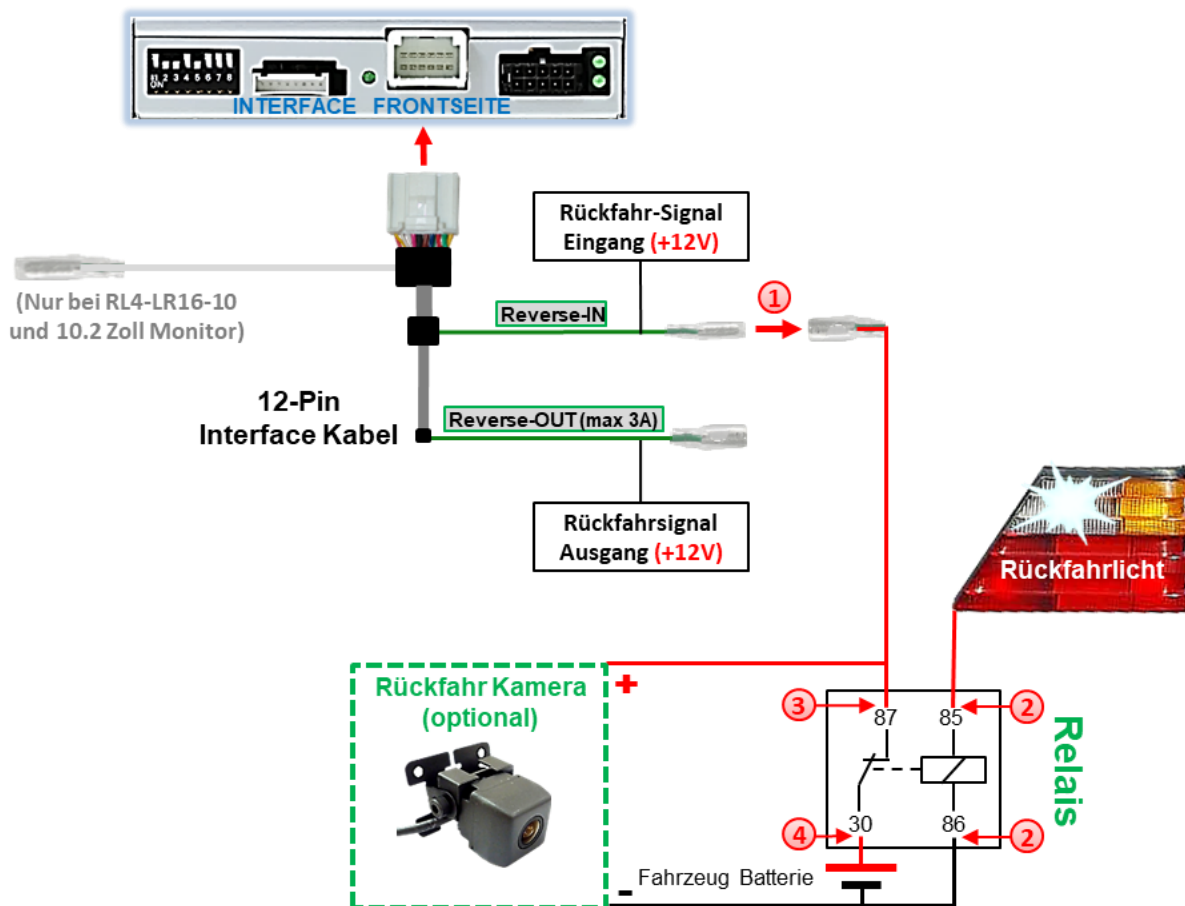 1 2 3 4 5 6 7 8
ON
INTERFACE FRONTSEITE
Rückfahr-Signal
Eingang (+12V)
(Nur bei RL4-LR16-10
und 10.2 Zoll Monitor)
Reverse-IN
1
12-Pin
Interface Kabel
Reverse-OUT (max 3A)
Rückfahrsignal
Ausgang (+12V)
Rückfahrlicht
Rückfahr Kamera
(optional)
+
3
87
85
2
Relais
30
86
4
2
- Fahrzeug Batterie